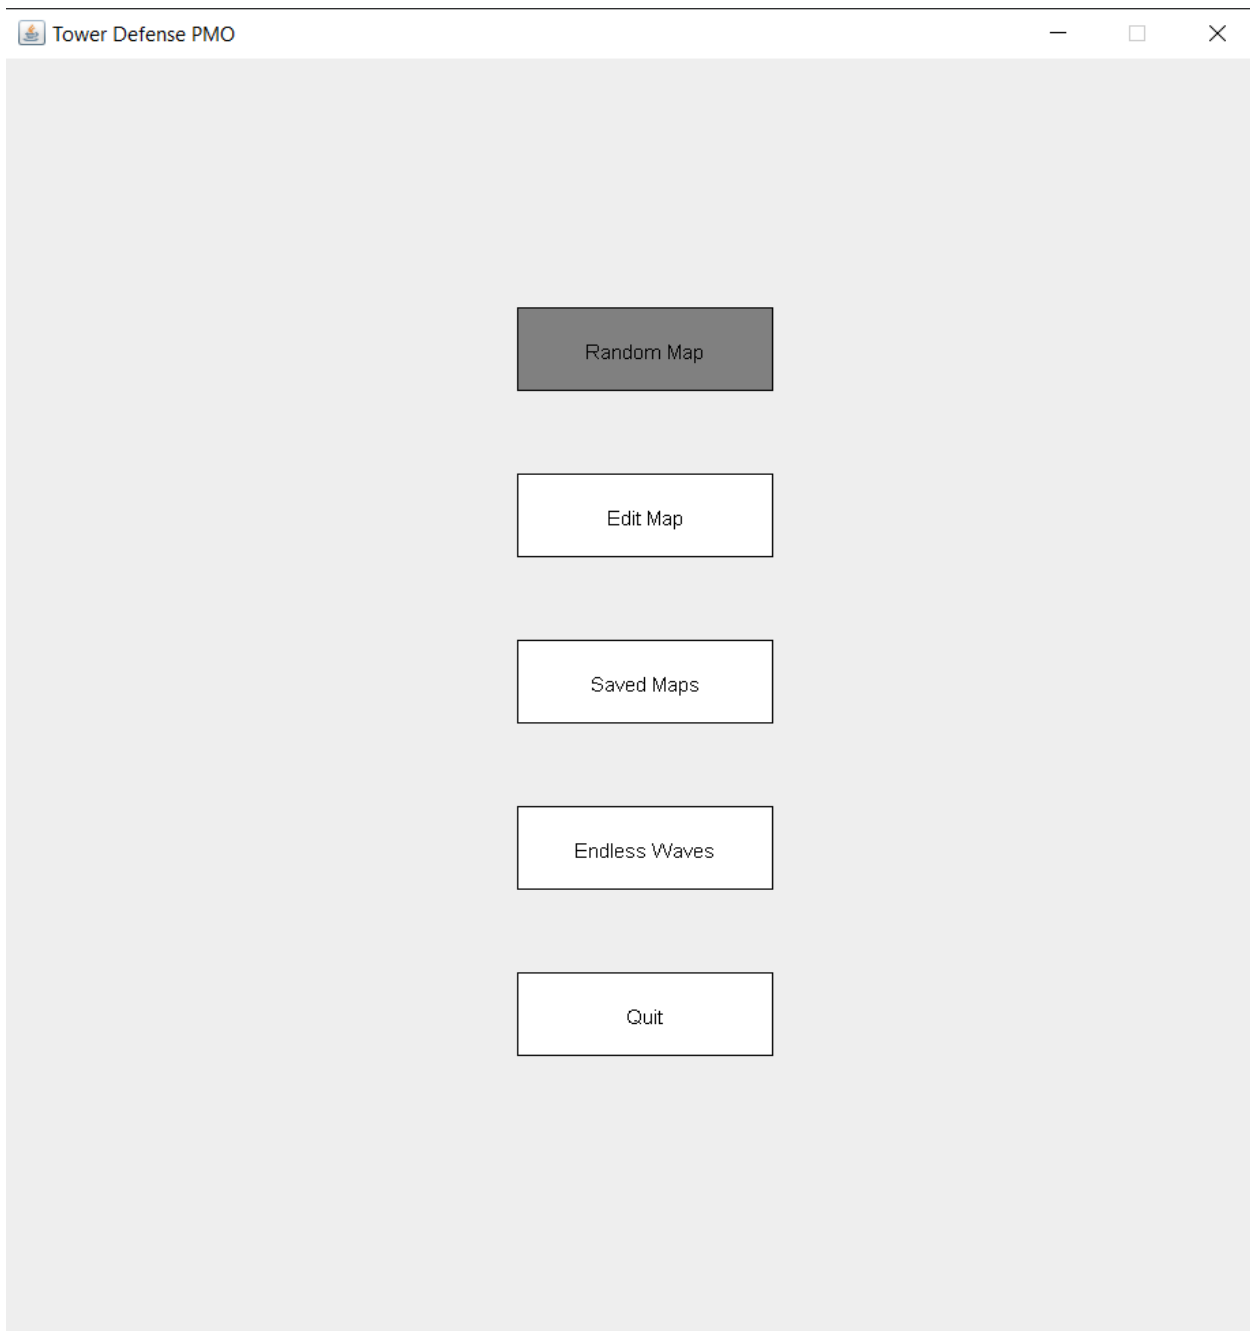 Tower Defense PMO
Random Map
Edit Map
Saved Maps
Endless Waves
Quit